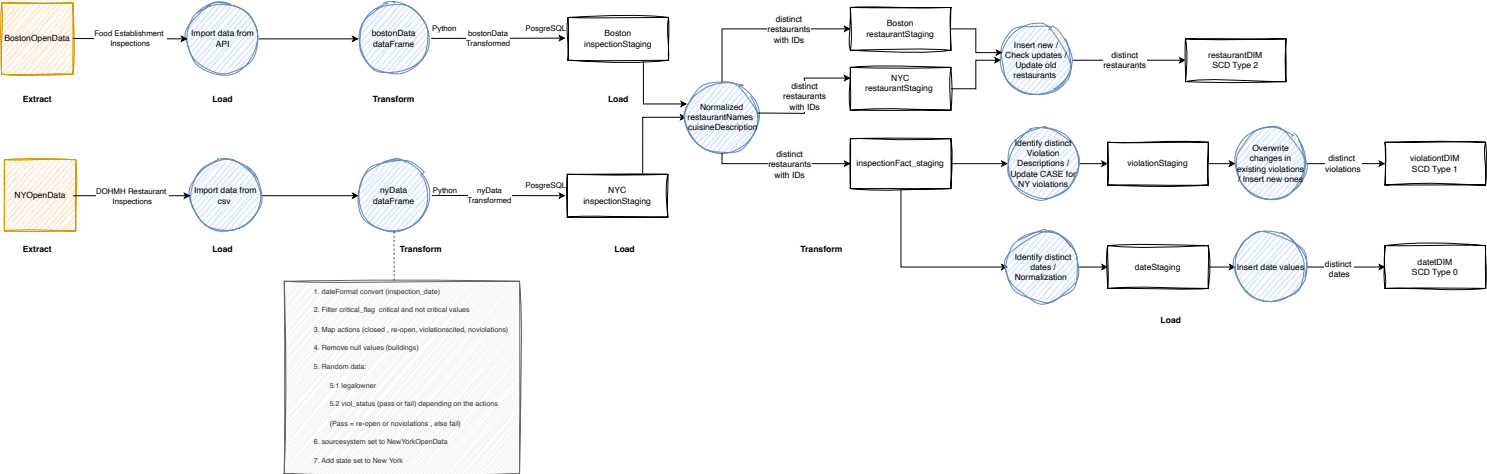 BostonOpenData
Food Establishment
Inspections
Import data from
API
bostonData
dataFrame
Python
bostonData
Transformed
PosgreSQL
Boston
inspectionStaging
Extract
Load
Transform
Load
NYOpenData
DOHMH Restaurant
Inspections
Import data from
csv
nyData
dataFrame
Python
nyData
Transformed
PosgreSQL
NYC
inspectionStaging
Extract
Load
Transform
Load
1. dateFormat convert (inspection_date)
2. Filter critical_flag critical and not critical values
3. Map actions (closed , re-open, violationscited, noviolations)
4. Remove null values (buildings)
5. Random data:
5.1 legalowner
5.2 viol_status (pass or fail) depending on the actions
(Pass = re-open or noviolations , else fail)
6. sourcesystem set to NewYorkOpenData
7. Add state set to New York
Normalized
restaurantNames
cuisineDescription
distinct
restaurants
with IDs
Boston
restaurantStaging
distinct
restaurants
with IDs
NYC
restaurantStaging
Insert new /
Check updates /
Update old
restaurants
distinct
restaurants
restaurantDIM
SCD Type 2
distinct
restaurants
with IDs
inspectionFact_staging
Identify distinct
Violation
Descriptions /
Update CASE for
NY violations
violationStaging
Overwrite
changes in
existing violations
/ Insert new ones
distinct
violations
violationtDIM
SCD Type 1
Transform
Identify distinct
dates /
Normalization
dateStaging
Insert date values
distinct
dates
datetDIM
SCD Type 0
Load